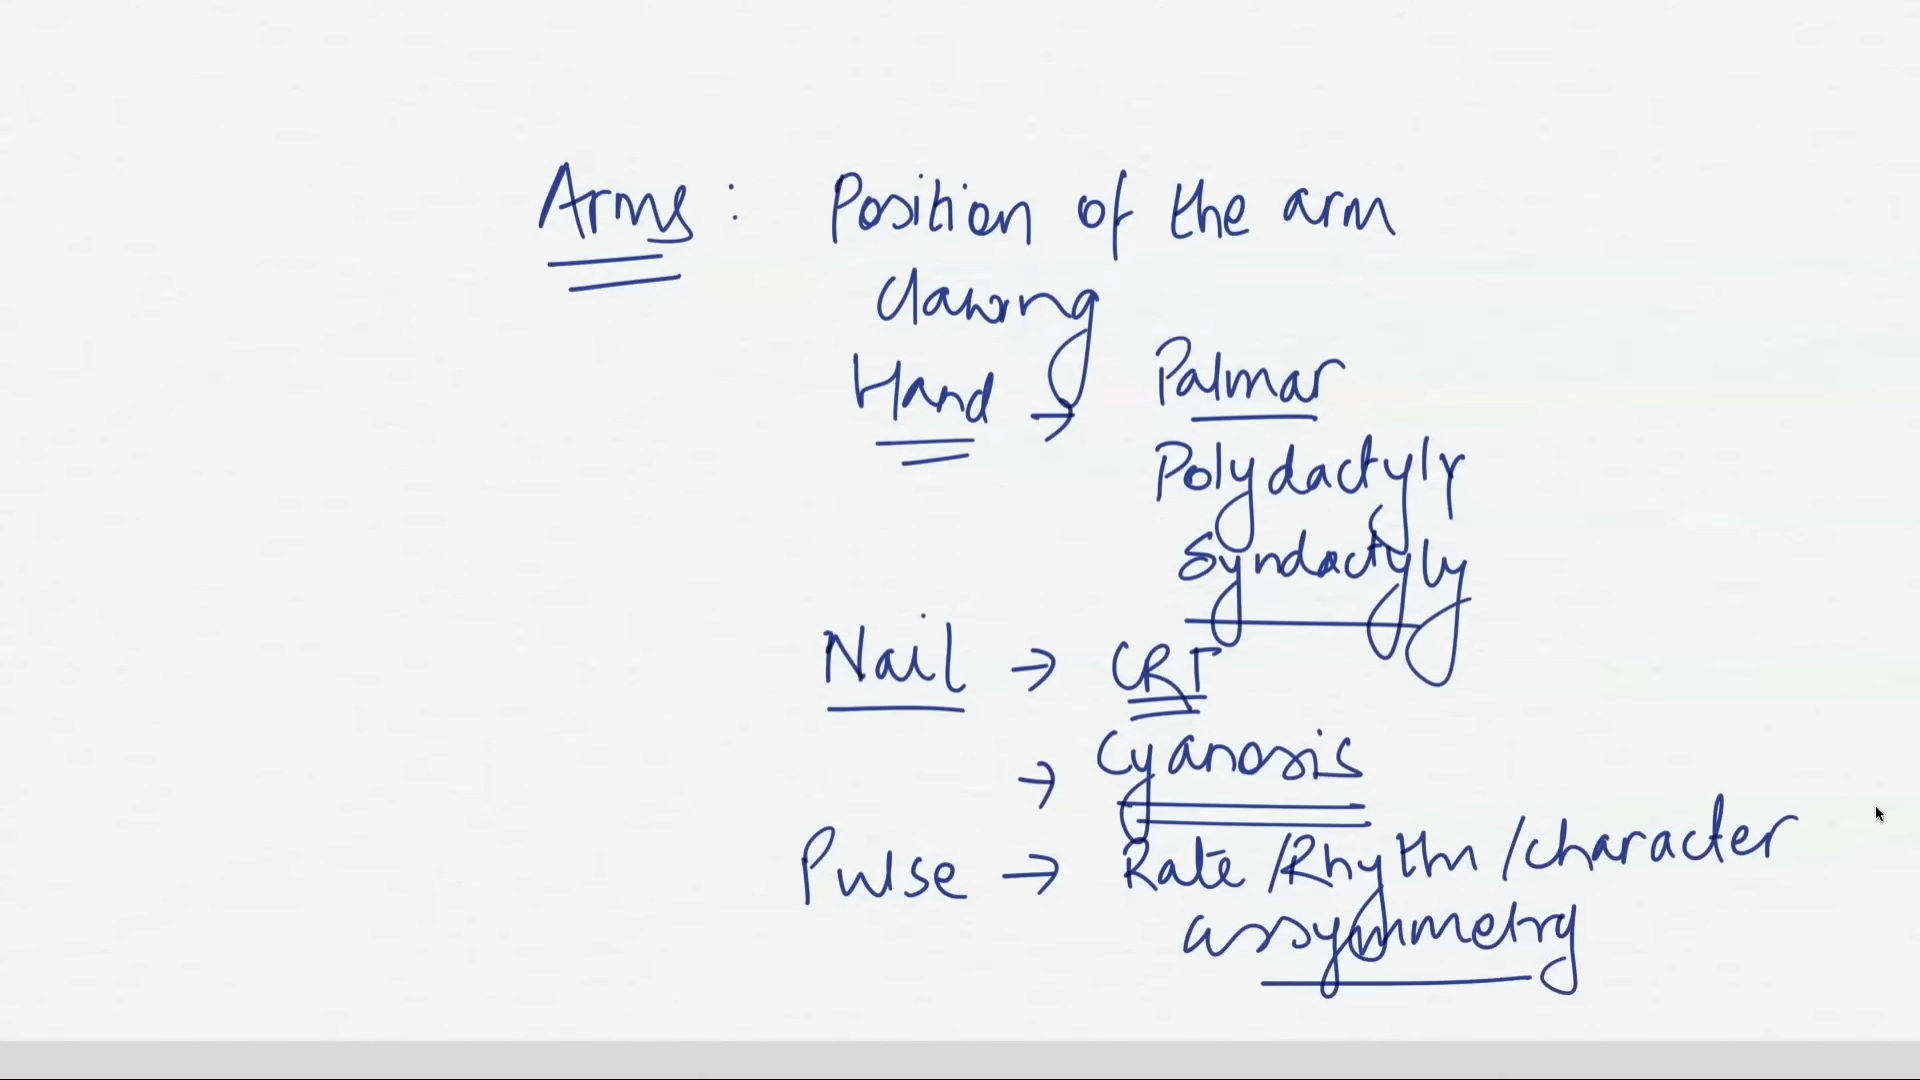 Arms : Position of the arm
Clawing
Hand → Palmar
Polydactyly
Syndactyly
Nail → CRT
→ Cyanosis
Pulse → Rate /Rhythm /character
assymmetry